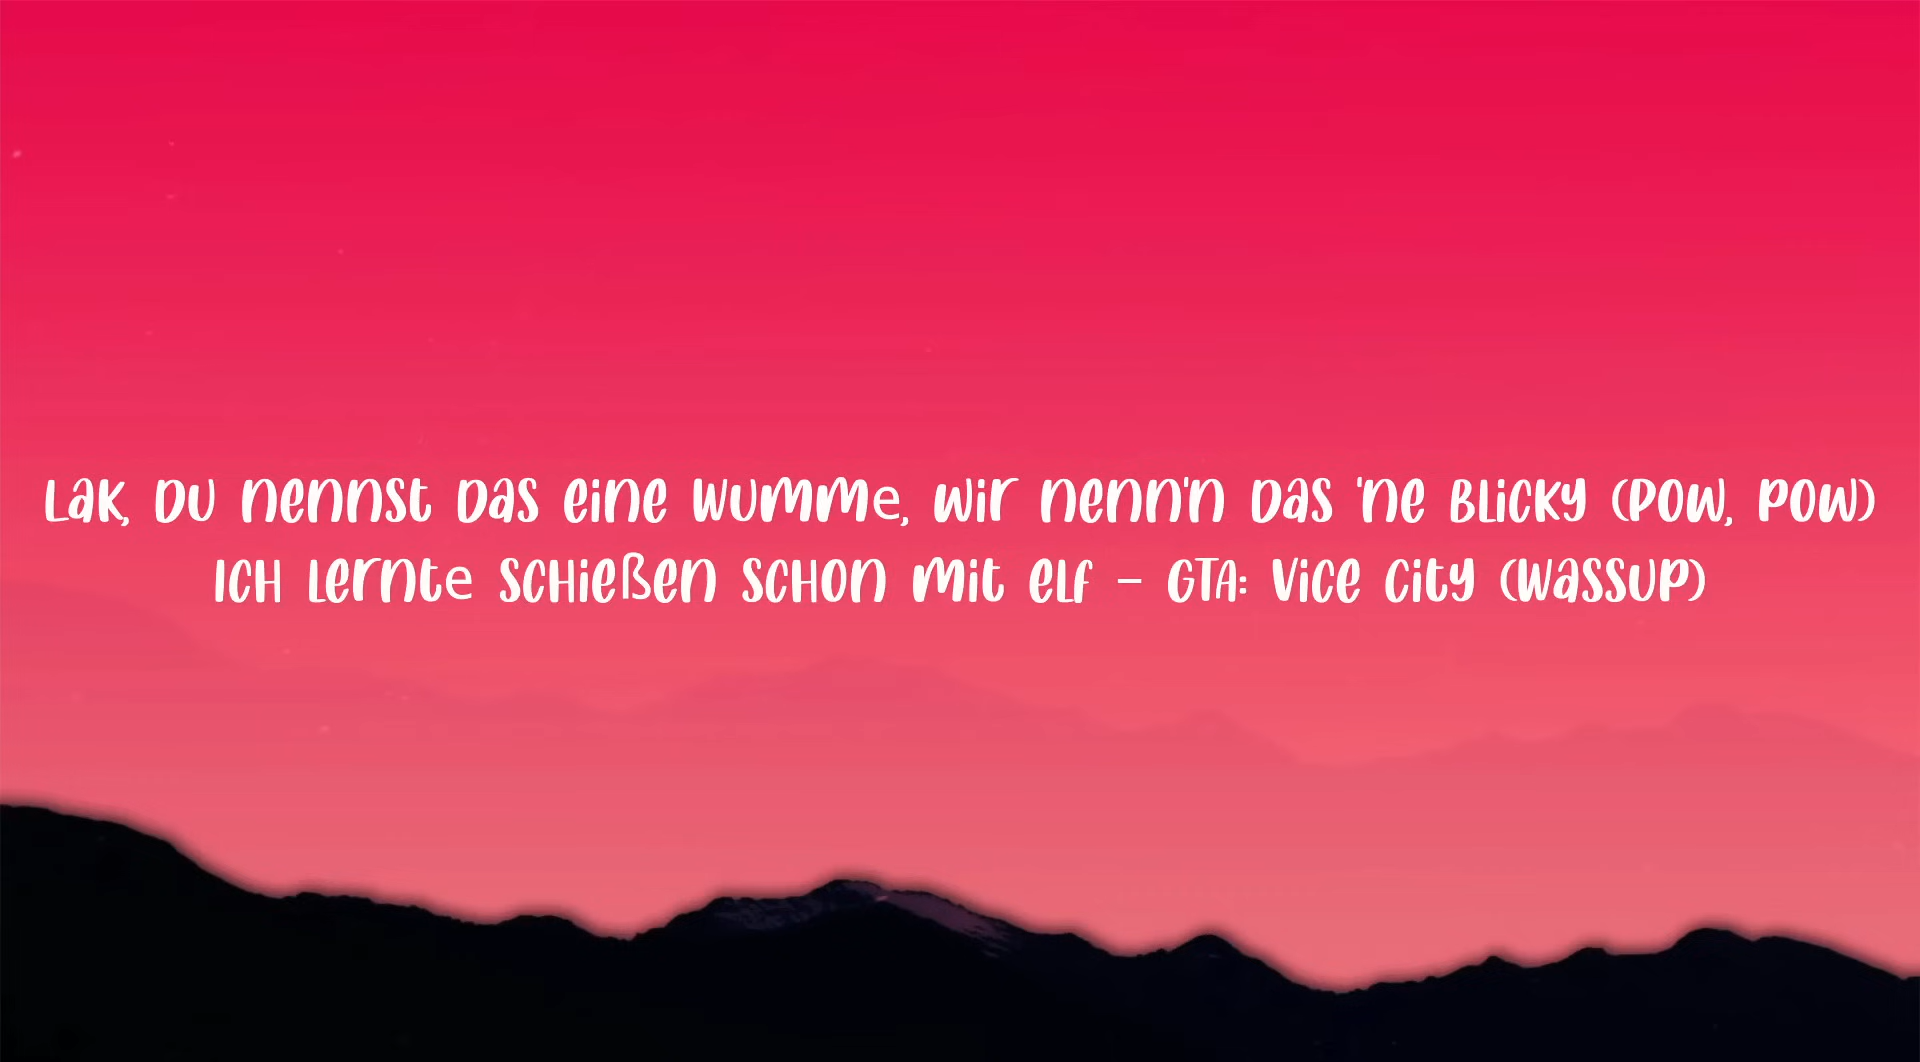 Lak, du nennst das eine Wumme, wir nenn'n das 'ne Blicky (Pow, pow)
Ich lernte schießen schon mit elf – GTA: Vice City (Wassup)